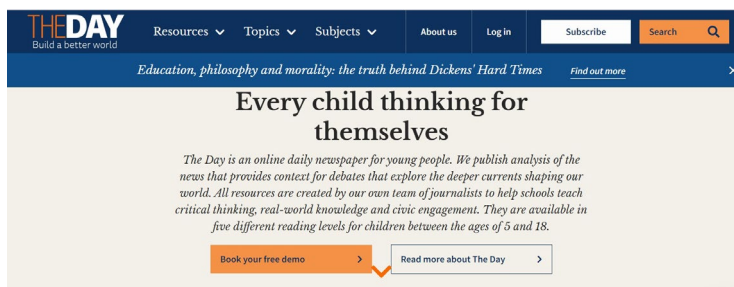 THEDAY
Build a better world
Resources
Topics
Subjects
About us
Log in
Subscribe
Search
Education, philosophy and morality: the truth behind Dickens' Hard Times
Find out more
Every child thinking for
themselves
The Day is an online daily newspaper for young people. We publish analysis of the
news that provides context for debates that explore the deeper currents shaping our
world. All resources are created by our own team of journalists to help schools teach
critical thinking, real-world knowledge and civic engagement. They are available in
five different reading levels for children between the ages of 5 and 18.
Book your free demo
Read more about The Day